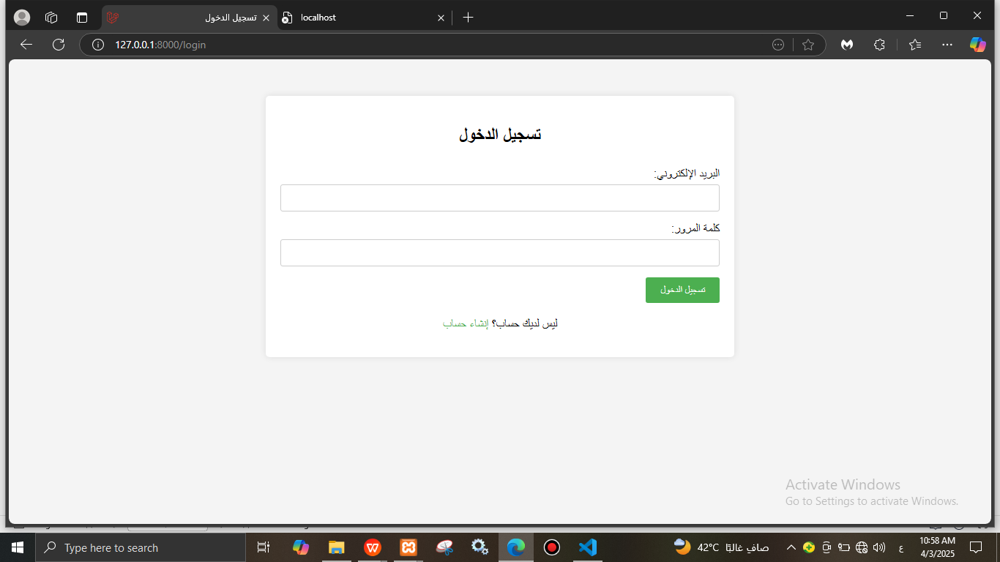 تسجيل الدخول
localhost
127.0.0.1:8000/login
تسجيل الدخول
البريد الإلكتروني:
كلمة المرور:
تسجيل الدخول
ليس لديك حساب؟ إنشاء حساب
Activate Windows
Go to Settings to activate Windows.
Type here to search
42°C صافٍ غالبًا
ع
10:58 AM
4/3/2025